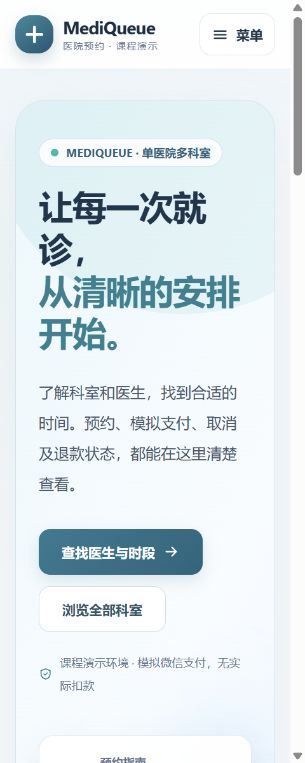 MediQueue
医院预约 · 课程演示
菜单
MEDIQUEUE · 单医院多科室
让每一次就
诊，
从清晰的安排
开始。
了解科室和医生，找到合适的
时间。预约、模拟支付、取消
及退款状态，都能在这里清楚
查看。
查找医生与时段 →
浏览全部科室
课程演示环境 · 模拟微信支付，无实
际扣款
预约指南